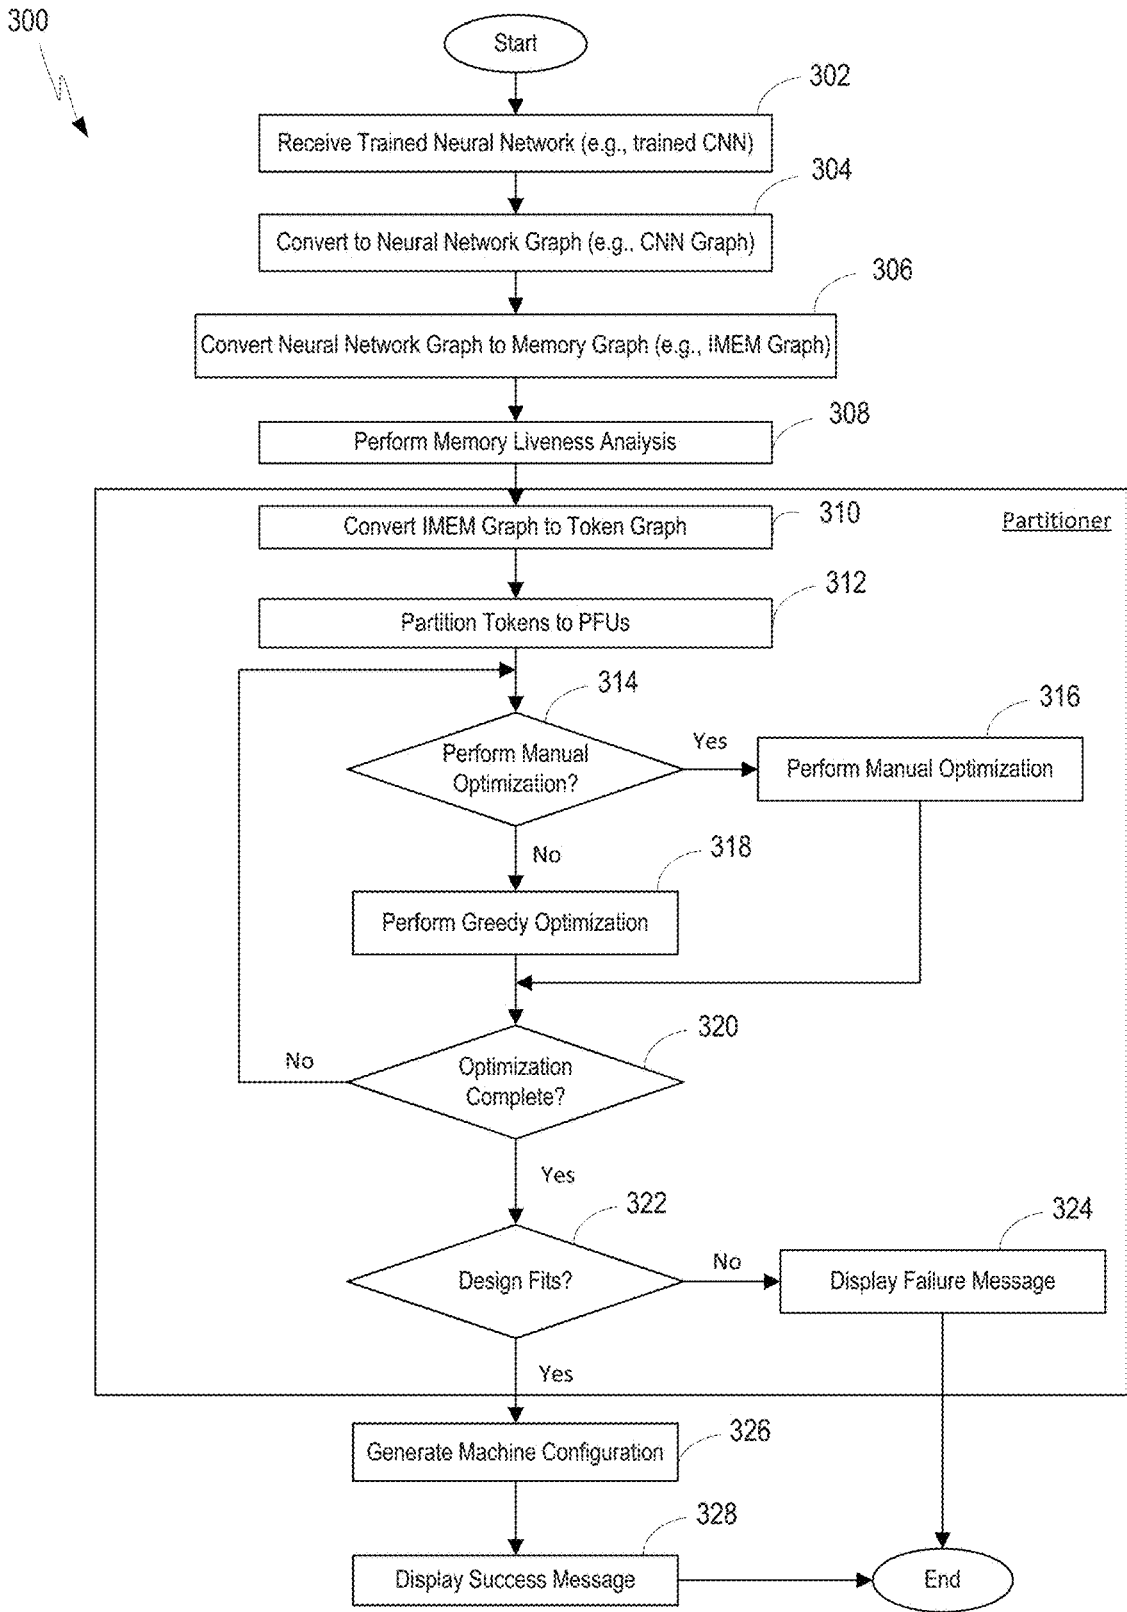 300
Start
302
Receive Trained Neural Network (e.g., trained CNN)
304
Convert to Neural Network Graph (e.g., CNN Graph)
306
Convert Neural Network Graph to Memory Graph (e.g., IMEM Graph)
308
Perform Memory Liveness Analysis
310
Convert IMEM Graph to Token Graph
Partitioner
312
Partition Tokens to PFUs
314
Perform Manual
Optimization?
Yes
316
Perform Manual Optimization
No
318
Perform Greedy Optimization
320
No
Optimization
Complete?
Yes
322
Design Fits?
No
324
Display Failure Message
Yes
326
Generate Machine Configuration
328
Display Success Message
End